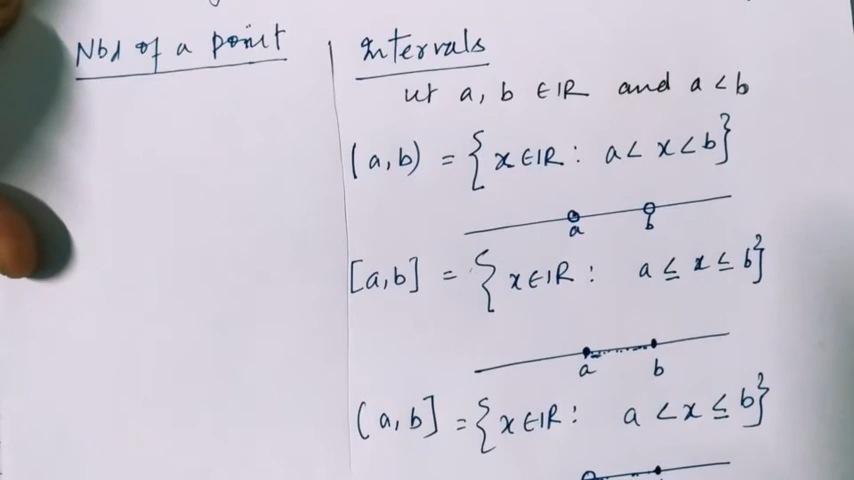 Nbd of a point
Intervals
Let a, b ∈ IR and a < b
(a,b) = {x ∈ IR : a < x < b}
a b
[a,b] = {x ∈ IR : a ≤ x ≤ b}
a b
(a,b] = {x ∈ IR : a < x ≤ b}